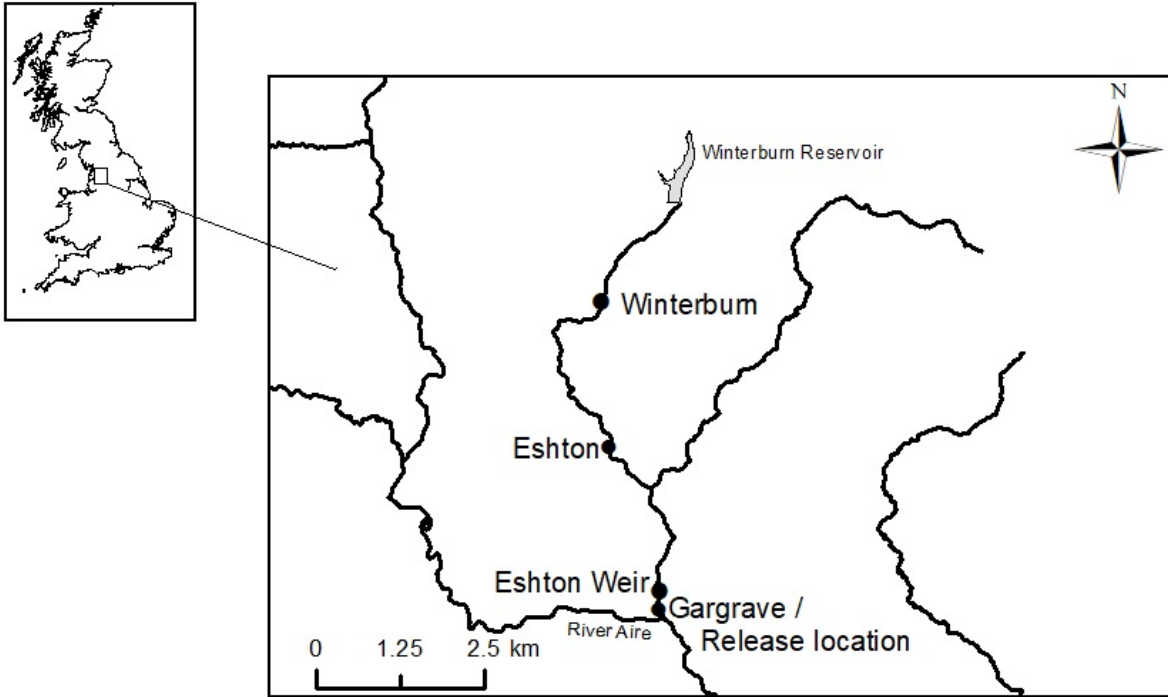 N
Winterburn Reservoir
Winterburn
Eshton
Eshton Weir
Gargrave /
Release location
River Aire
0 1.25 2.5 km